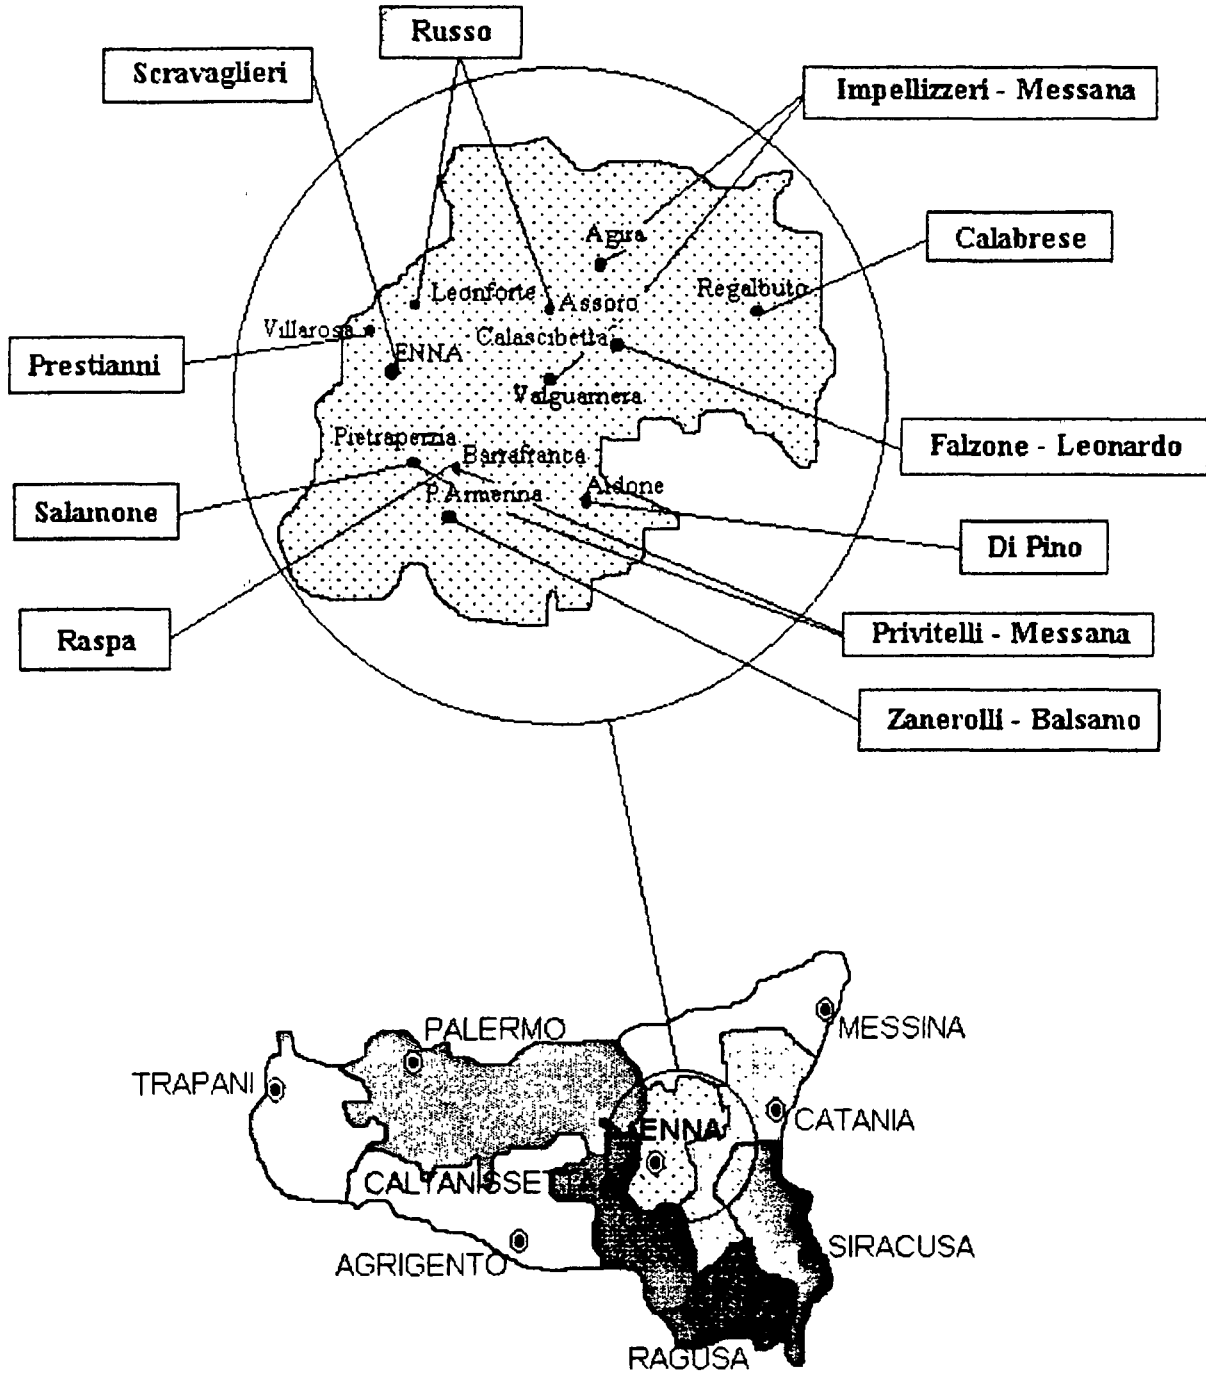 Russo
Scravaglieri
Impellizzeri - Messana
Agira
Calabrese
Leonforte
Assoro
Regalbuto
Villarosa
Calascibetta
ENNA
Prestianni
Valguarnera
Pietraperzia
Barrafranca
Falzone - Leonardo
Salamone
P.Armerina
Aidone
Di Pino
Raspa
Privitelli - Messana
Zanerolli - Balsamo
PALERMO
MESSINA
TRAPANI
ENNA
CATANIA
CALTANISSETTA
AGRIGENTO
SIRACUSA
RAGUSA